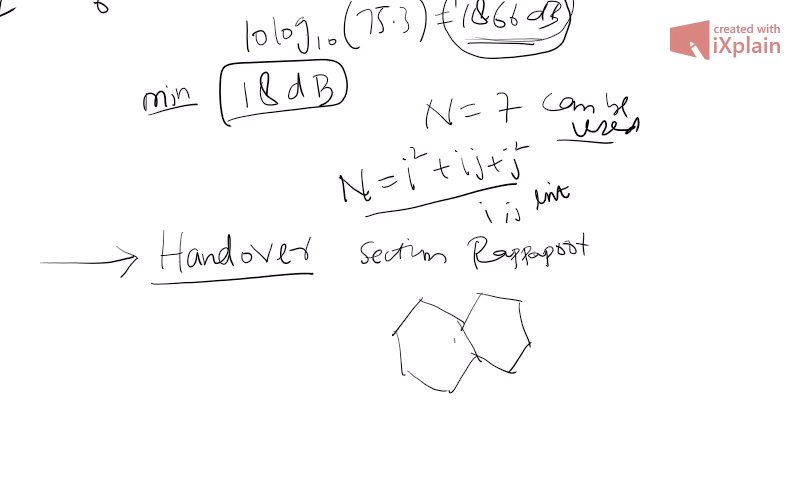 10log₁₀(75.3) = 18.66 dB
created with
iXplain
min 18 dB
N = 7 can be
used
N = i² + ij + j²
i, j int
→ Handover Section Rappaport